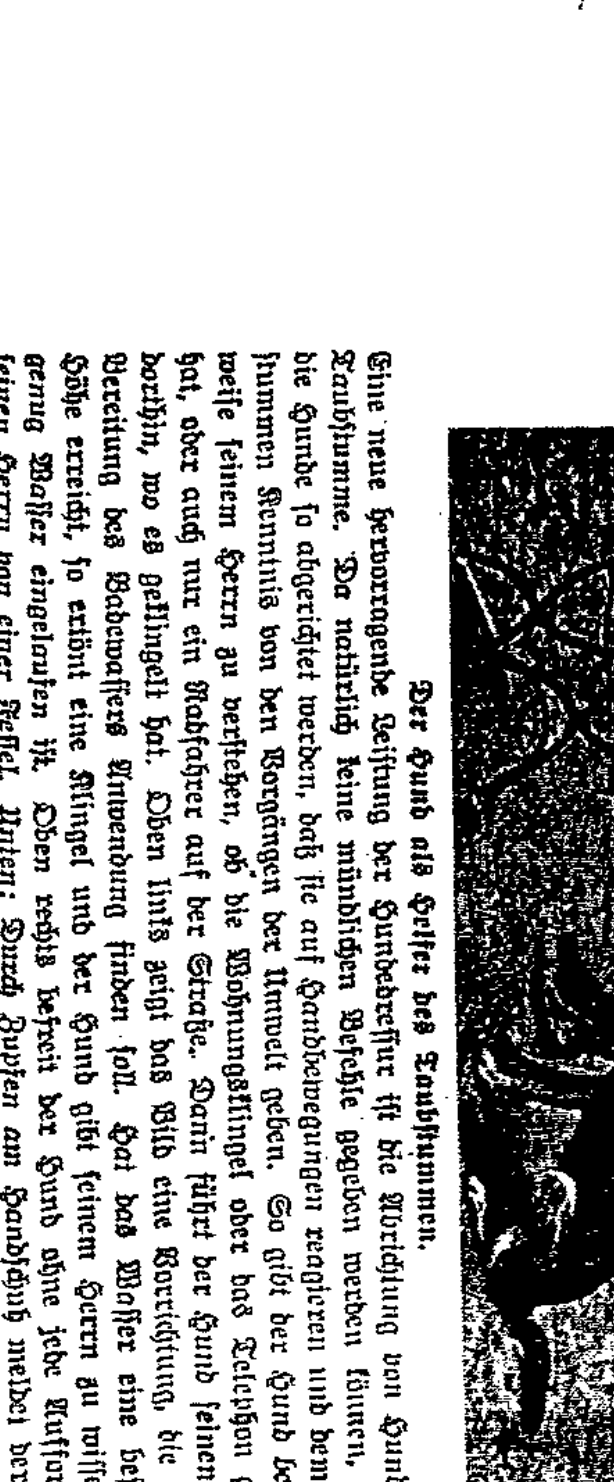 Der Hund als Helfer des Taubstummen.
Eine neue hervorragende Leistung der Hundedressur ist die Abrichtung von
Taubstumme. Da natürlich keine mündlichen Befehle gegeben werden können,
die Hunde so abgerichtet werden, daß sie auf Handbewegungen reagieren und dem
stummen Kenntnis von den Vorgängen der Umwelt geben. So gibt der Hund
weise seinem Herrn zu verstehen, ob die Wohnungsklingel oder das Telephon
hat, oder auch nur ein Radfahrer auf der Straße. Dann führt der Hund seinen
dorthin, wo es geklingelt hat. Oben links zeigt das Bild eine Vorrichtung, die
Bereitung des Badewassers Anwendung finden soll. Hat das Wasser eine
Höhe erreicht, so ertönt eine Klingel und der Hund gibt seinem Herrn zu
genug Wasser eingelaufen ist. Oben rechts befreit der Hund ohne jede
seinen Herrn von einer Fessel. Unten: Durch Zupfen am Handschuh meldet der